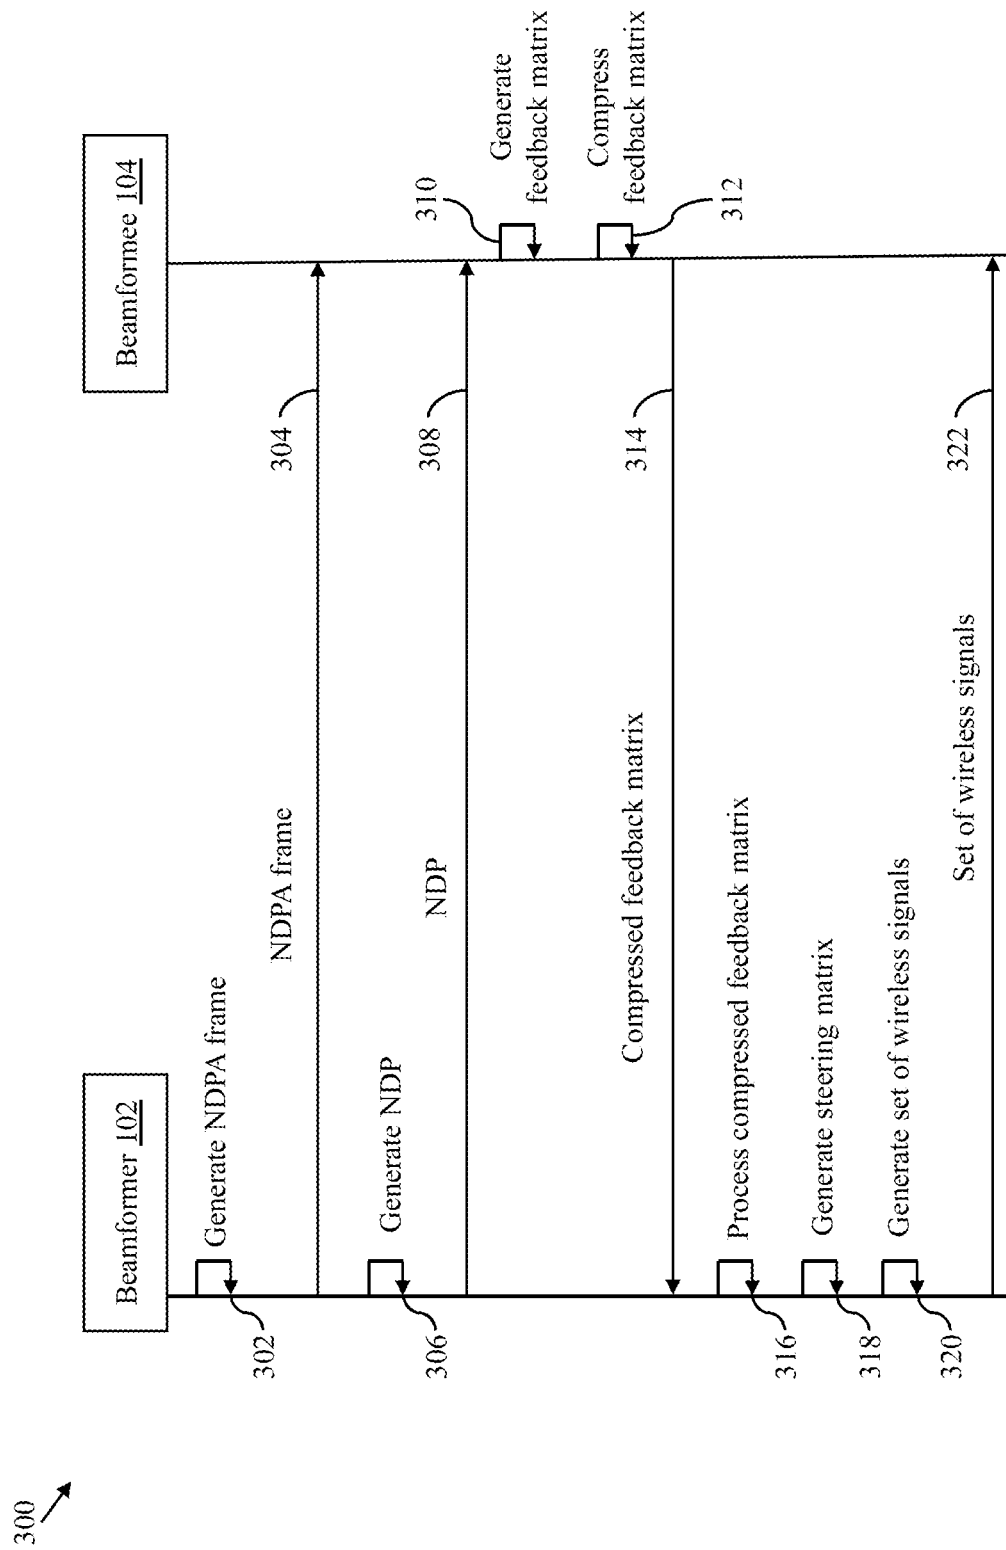 300
Beamformer 102
Beamformee 104
Generate NDPA frame
302
NDPA frame
304
Generate NDP
306
NDP
308
310
Generate
feedback matrix
Compress
feedback matrix
312
Compressed feedback matrix
314
Process compressed feedback matrix
316
Generate steering matrix
318
Generate set of wireless signals
320
Set of wireless signals
322